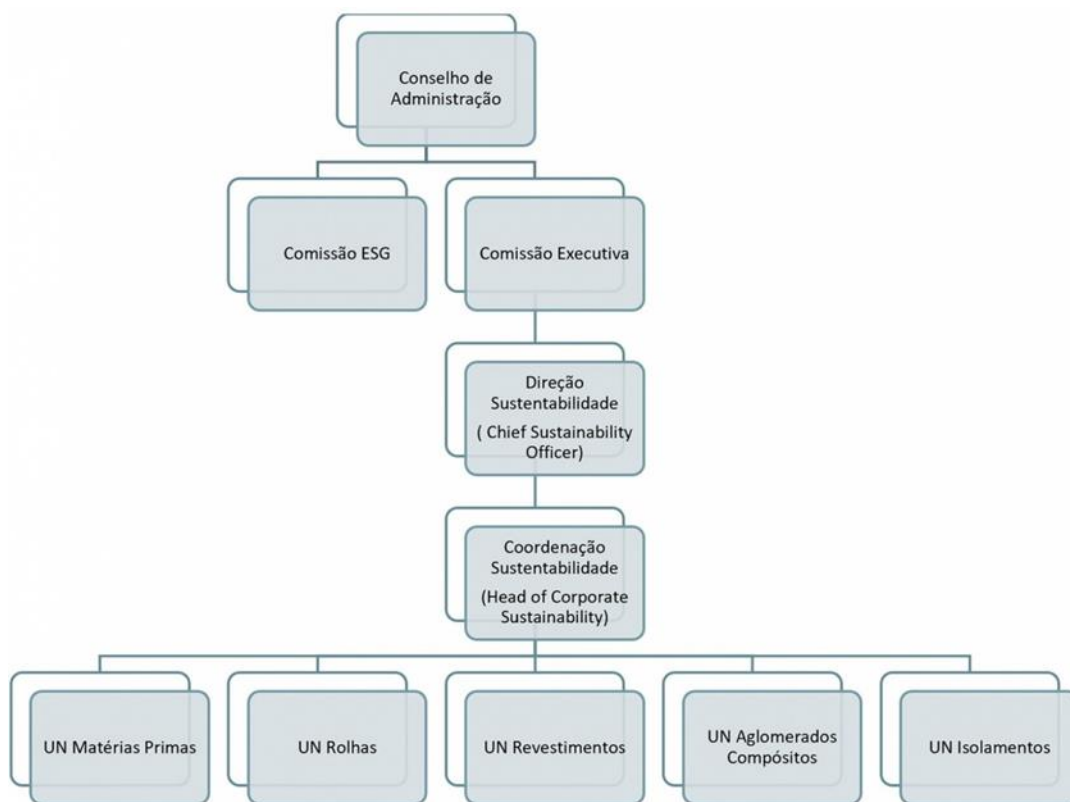 Conselho de
Administração
Comissão ESG
Comissão Executiva
Direção
Sustentabilidade
( Chief Sustainability
Officer)
Coordenação
Sustentabilidade
(Head of Corporate
Sustainability)
UN Matérias Primas
UN Rolhas
UN Revestimentos
UN Aglomerados
Compósitos
UN Isolamentos